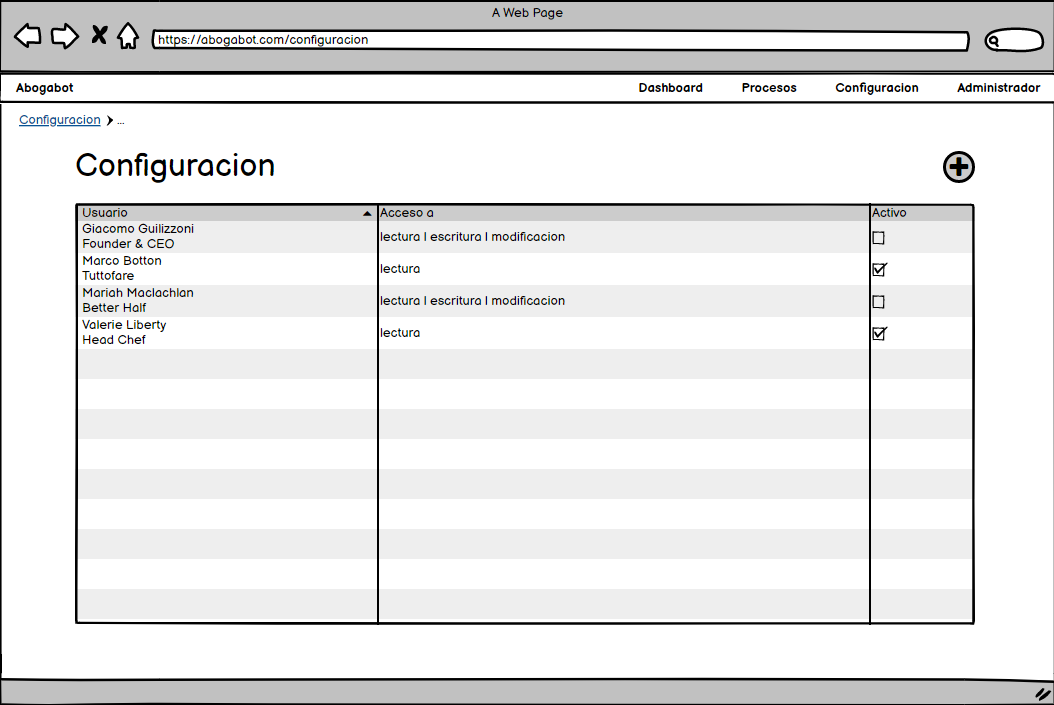 A Web Page
https://abogabot.com/configuracion
Abogabot
Dashboard
Procesos
Configuracion
Administrador
Configuracion ...
Configuracion
Usuario
Acceso a
Activo
Giacomo Guilizzoni
Founder & CEO
lectura | escritura | modificacion
Marco Botton
Tuttofare
lectura
Mariah Maclachlan
Better Half
lectura | escritura | modificacion
Valerie Liberty
Head Chef
lectura